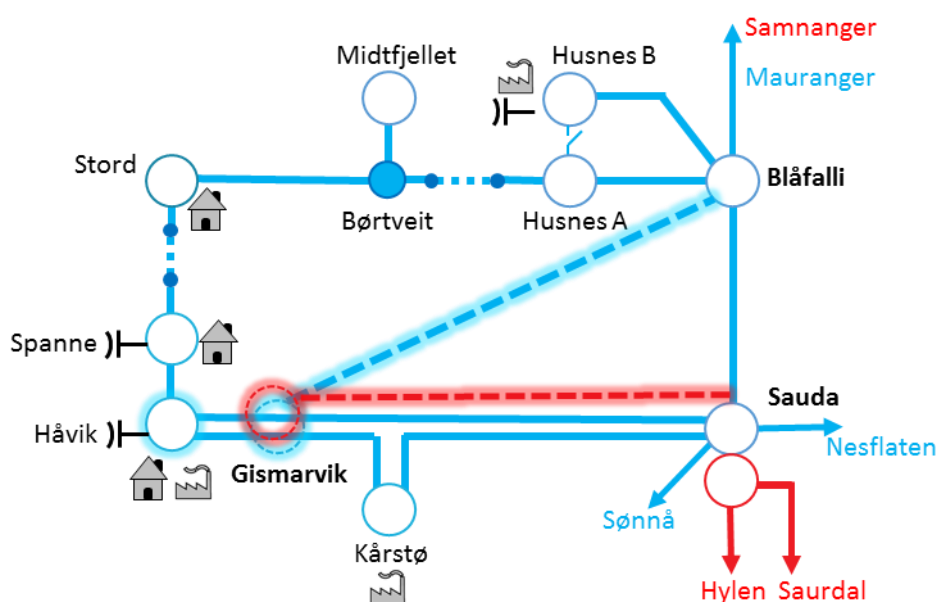 Samnanger
Midtfjellet
Husnes B
Mauranger
Stord
Blåfalli
Børtveit
Husnes A
Spanne
Sauda
Håvik
Nesflaten
Gismarvik
Sønnå
Kårstø
Hylen Saurdal